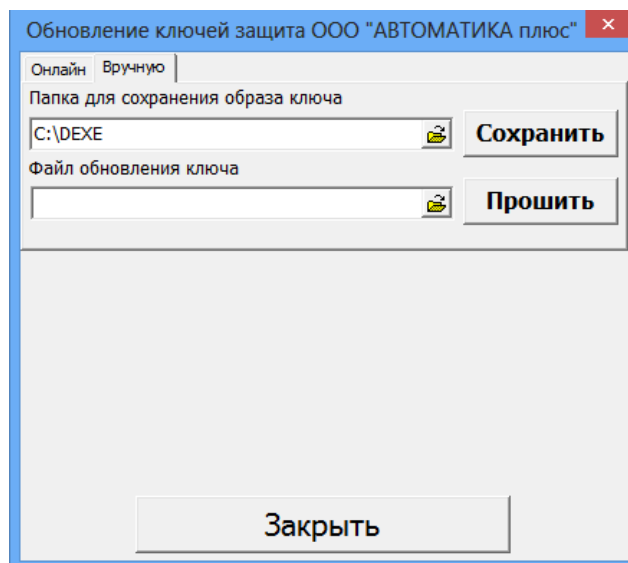 Обновление ключей защита ООО "АВТОМАТИКА плюс"
Онлайн Вручную
Папка для сохранения образа ключа
C:\DEXE Сохранить
Файл обновления ключа
Прошить
Закрыть